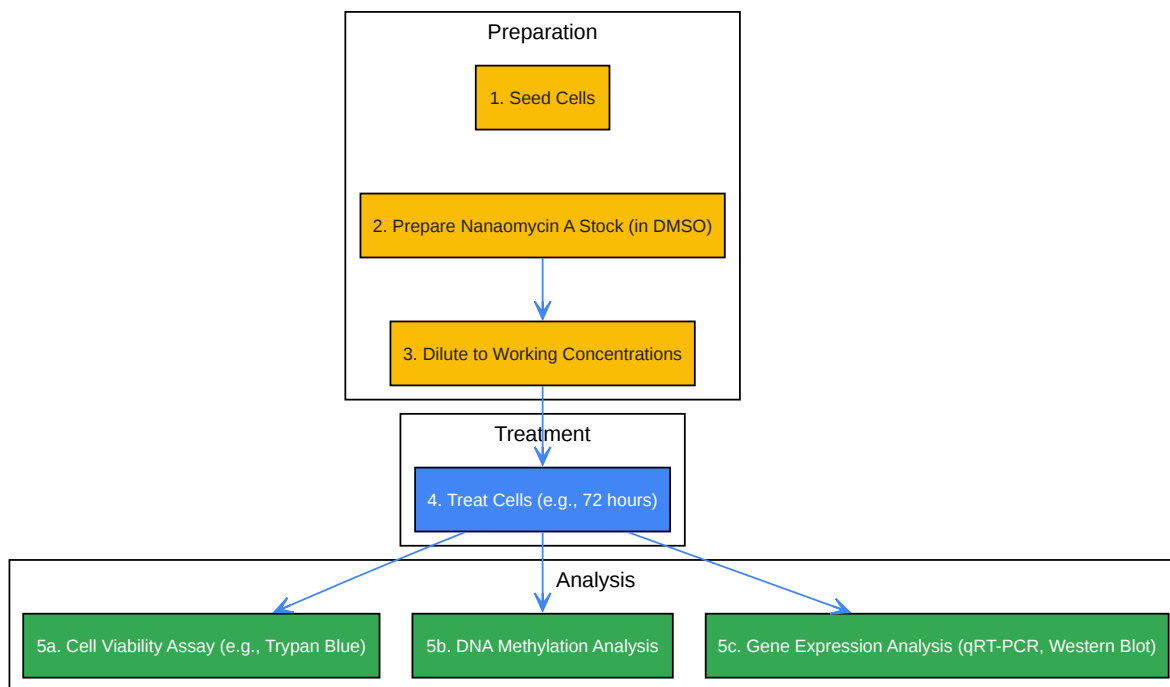 Preparation
1. Seed Cells
2. Prepare Nanaomycin A Stock (in DMSO)
3. Dilute to Working Concentrations
Treatment
4. Treat Cells (e.g., 72 hours)
Analysis
5a. Cell Viability Assay (e.g., Trypan Blue)
5b. DNA Methylation Analysis
5c. Gene Expression Analysis (qRT-PCR, Western Blot)